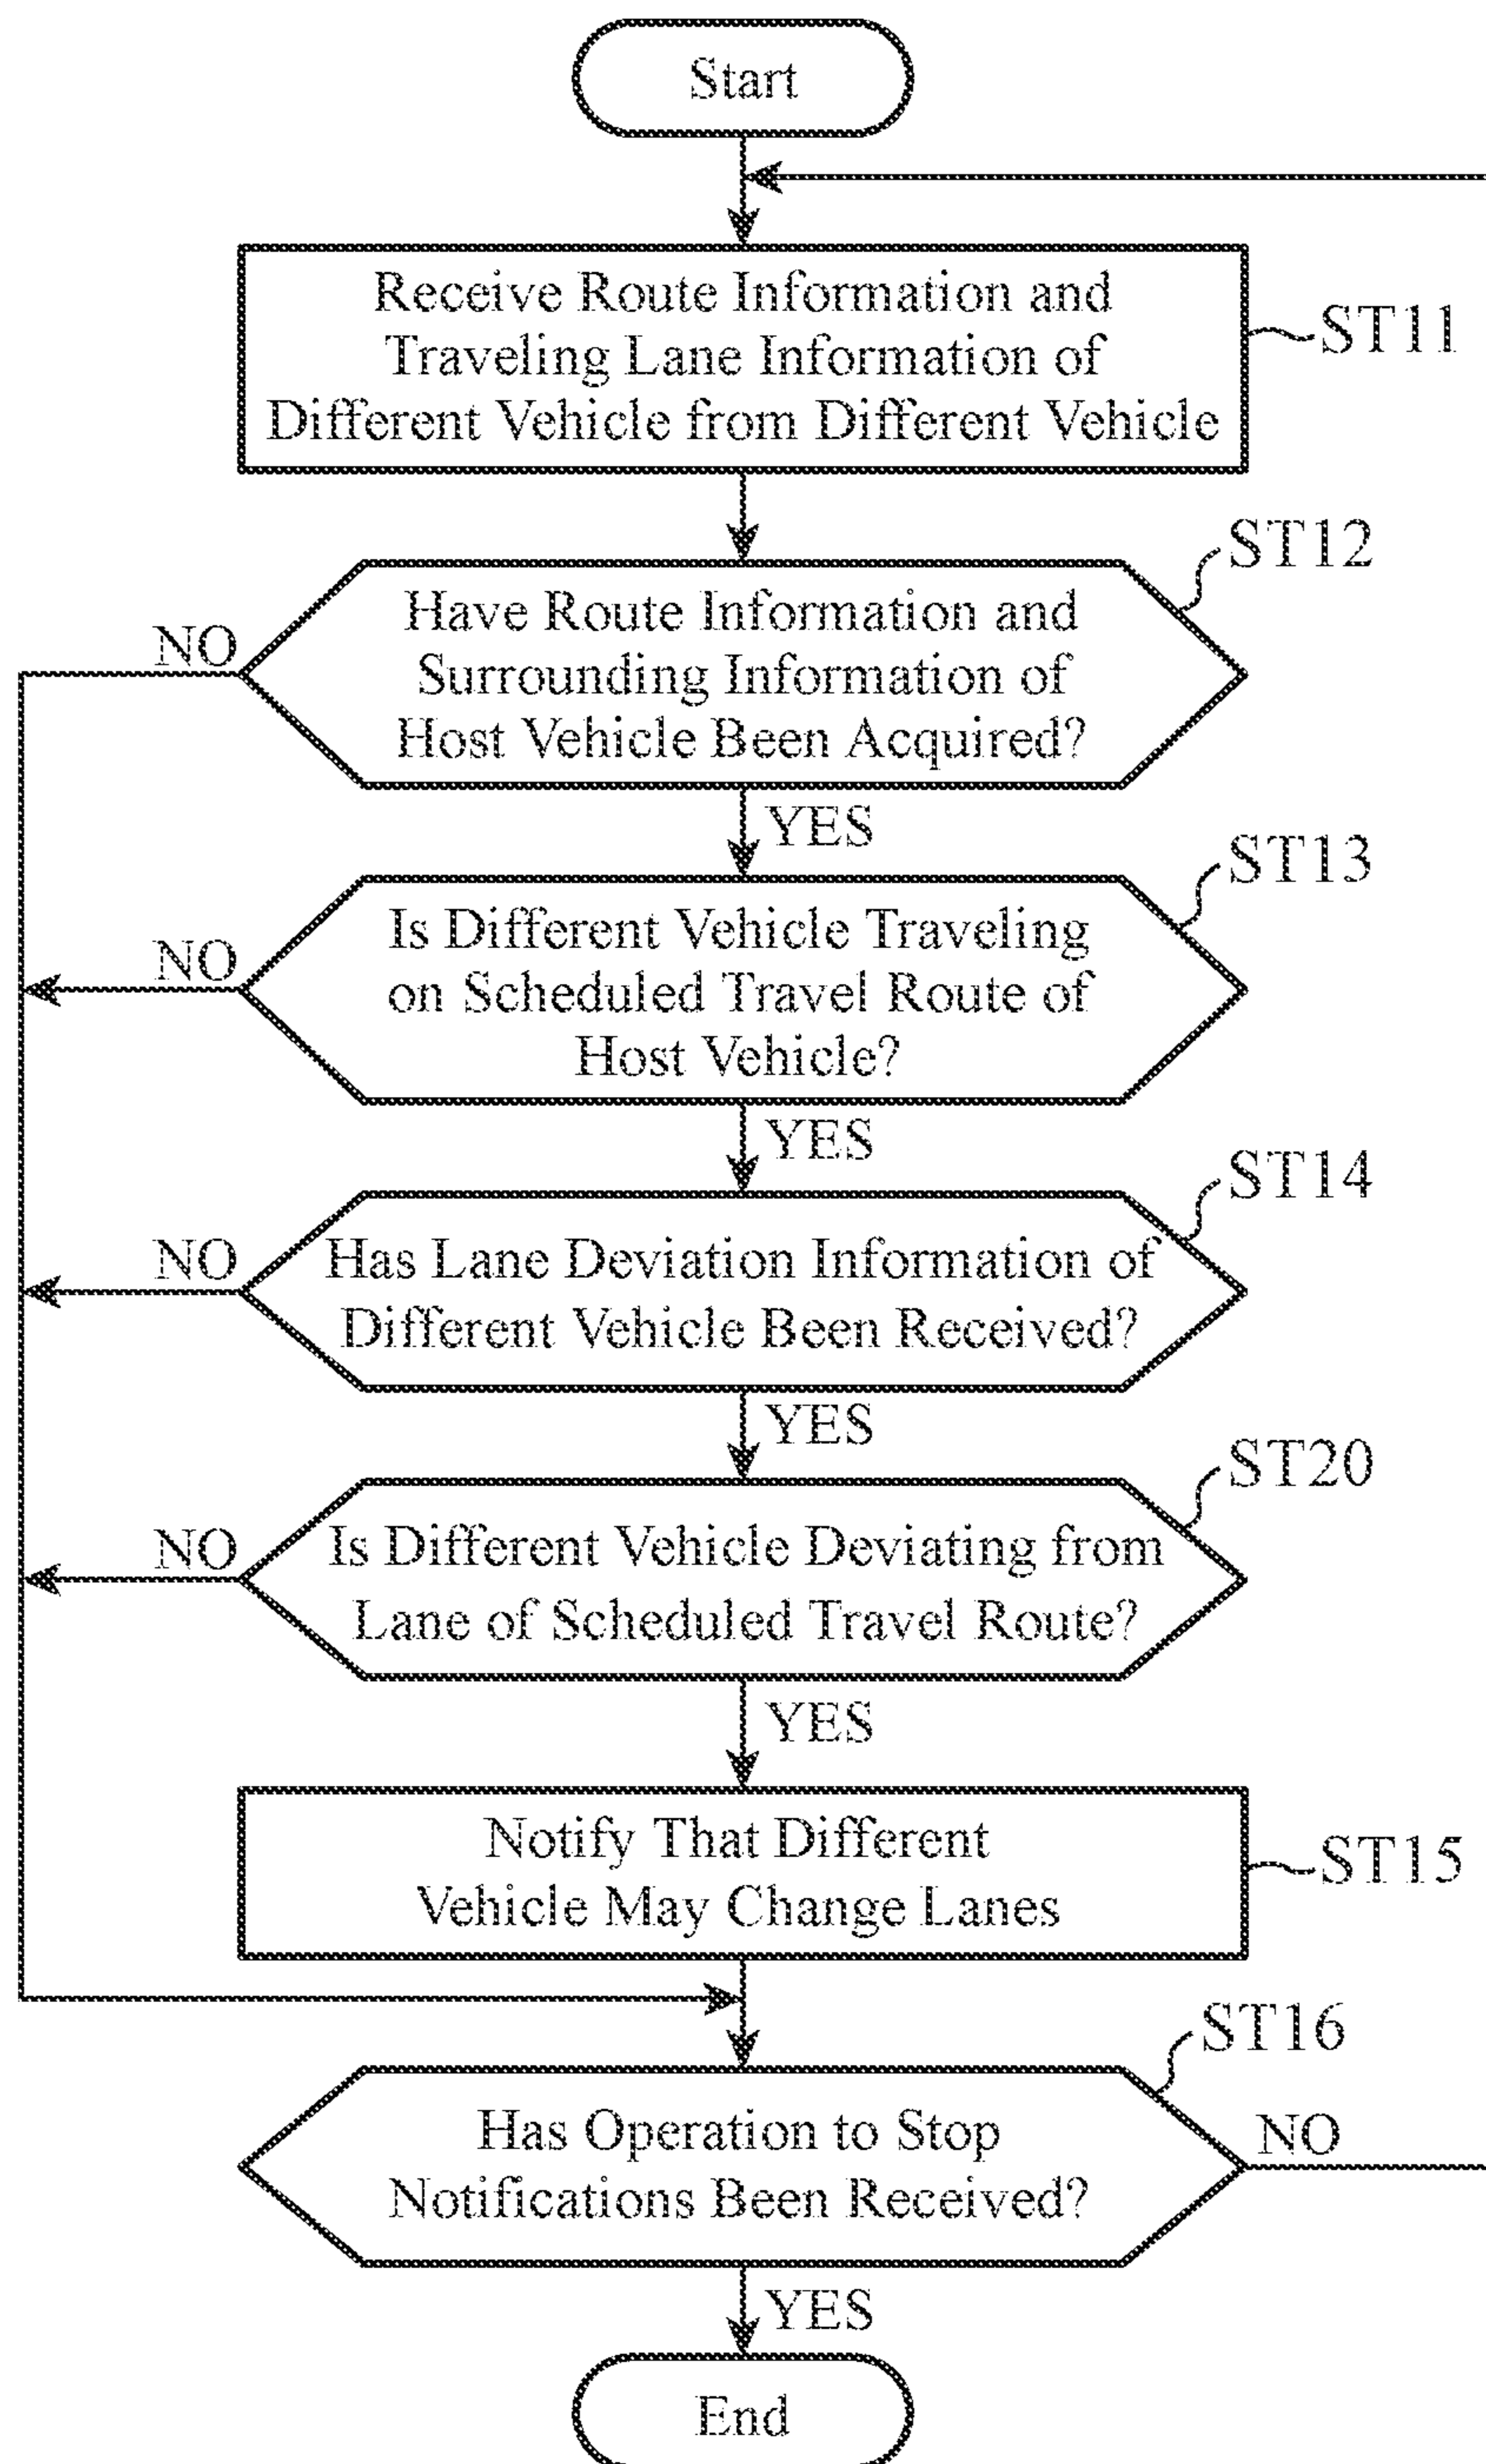 Start
Receive Route Information and
Traveling Lane Information of
Different Vehicle from Different Vehicle
ST11
ST12
Have Route Information and
Surrounding Information of
Host Vehicle Been Acquired?
NO
YES
ST13
Is Different Vehicle Traveling
on Scheduled Travel Route of
Host Vehicle?
NO
YES
ST14
Has Lane Deviation Information of
Different Vehicle Been Received?
NO
YES
ST20
Is Different Vehicle Deviating from
Lane of Scheduled Travel Route?
NO
YES
Notify That Different
Vehicle May Change Lanes
ST15
ST16
Has Operation to Stop
Notifications Been Received?
NO
YES
End